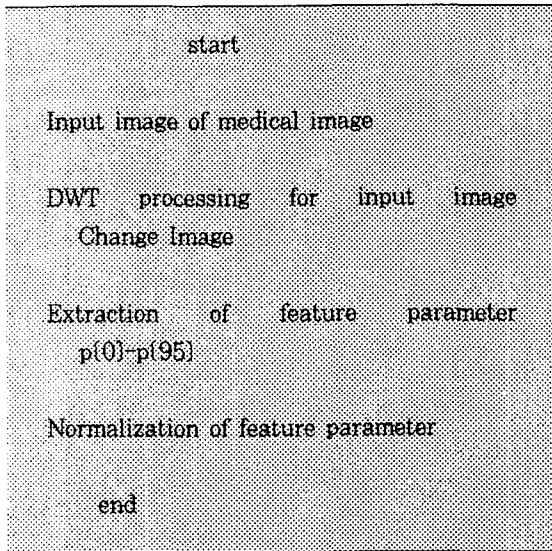 start
Input image of medical image
DWT processing for input image
Change Image
Extraction of feature parameter
p[0]-p[95]
Normalization of feature parameter
end